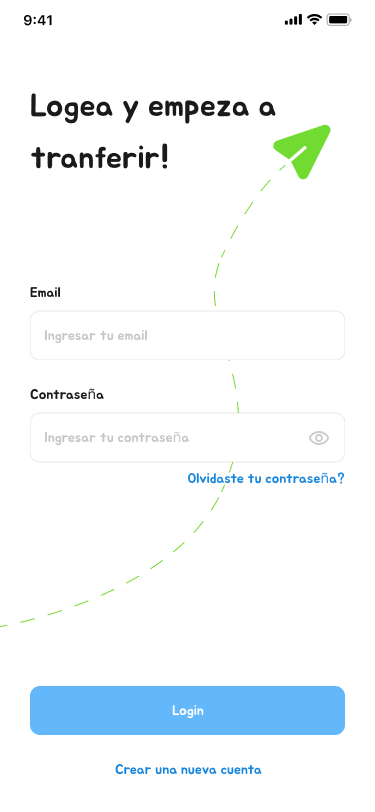 9:41
Logea y empeza a
tranferir!
Email
Ingresar tu email
Contraseña
Ingresar tu contraseña
Olvidaste tu contraseña?
Login
Crear una nueva cuenta